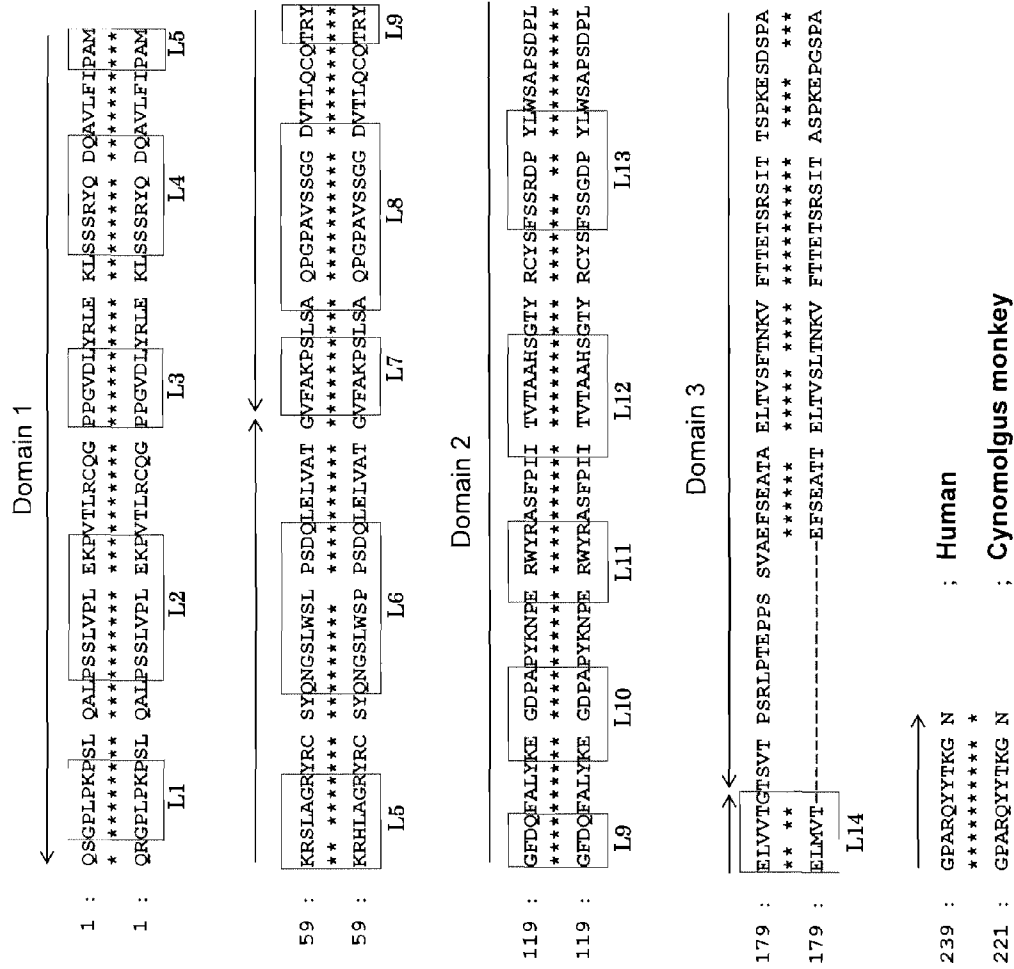 Domain 1
1 : QSGPLPKPSL QALPSSLVPL EKPVTLRCQG PPGVDLYRLE KLSSSRYQ DQAVLFIPAM
* ******** ********** ********** ********** ******** **********
1 : QRGPLPKPSL QALPSSLVPL EKPVTLRCQG PPGVDLYRLE KLSSSRYQ DQAVLFIPAM
L1 L2 L3 L4 L5
59 : KRSLAGRYRC SYQNGSLWSL PSDQLELVAT GVFAKPSLSA QPGPAVSSGG DVTLQCQTRY
** ******* ********* ********** ********** ********** **********
59 : KRHLAGRYRC SYQNGSLWSP PSDQLELVAT GVFAKPSLSA QPGPAVSSGG DVTLQCQTRY
L5 L6 L7 L8 L9
Domain 2
119 : GFDQFALYKE GDPAPYKNPE RWYRASFPII TVTAAHSGTY RCYSFSSRDP YLWSAPSDPL
********** ********** ********** ********** ******* ** **********
119 : GFDQFALYKE GDPAPYKNPE RWYRASFPII TVTAAHSGTY RCYSFSSGDP YLWSAPSDPL
L9 L10 L11 L12 L13
Domain 3
179 : ELVVTGTSVT PSRLPTEPPS SVAEFSEATA ELTVSFTNKV FTTETSRSIT TSPKESDSPA
** ** ****** ***** **** ********** **** ***
179 : ELMVT------------------EFSEATT ELTVSLTNKV FTTETSRSIT ASPKEPGSPA
L14
239 : GPARQYYTKG N ; Human
********** *
221 : GPARQYYTKG N ; Cynomolgus monkey